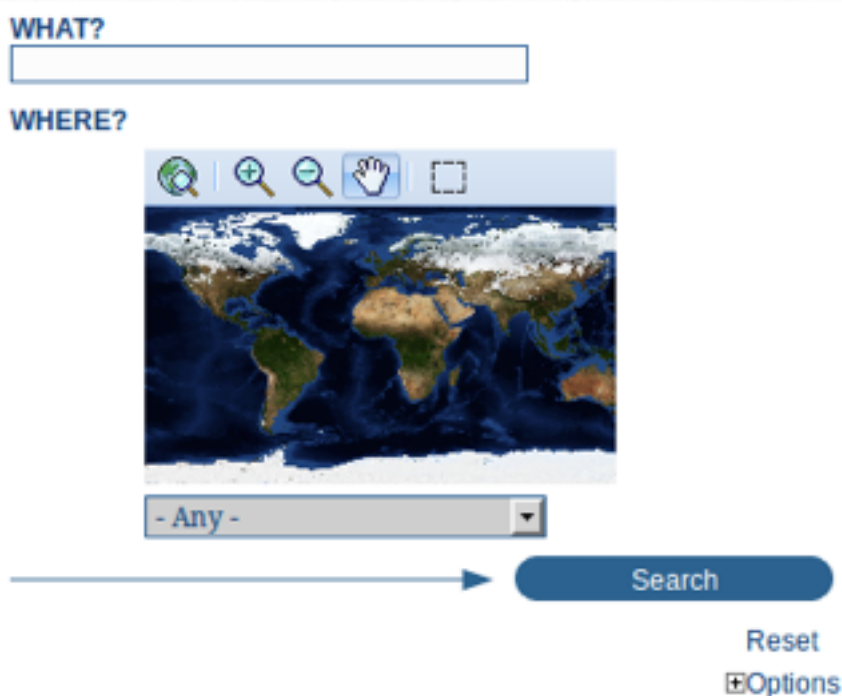 WHAT?
WHERE?
- Any -
Search
Reset
Options